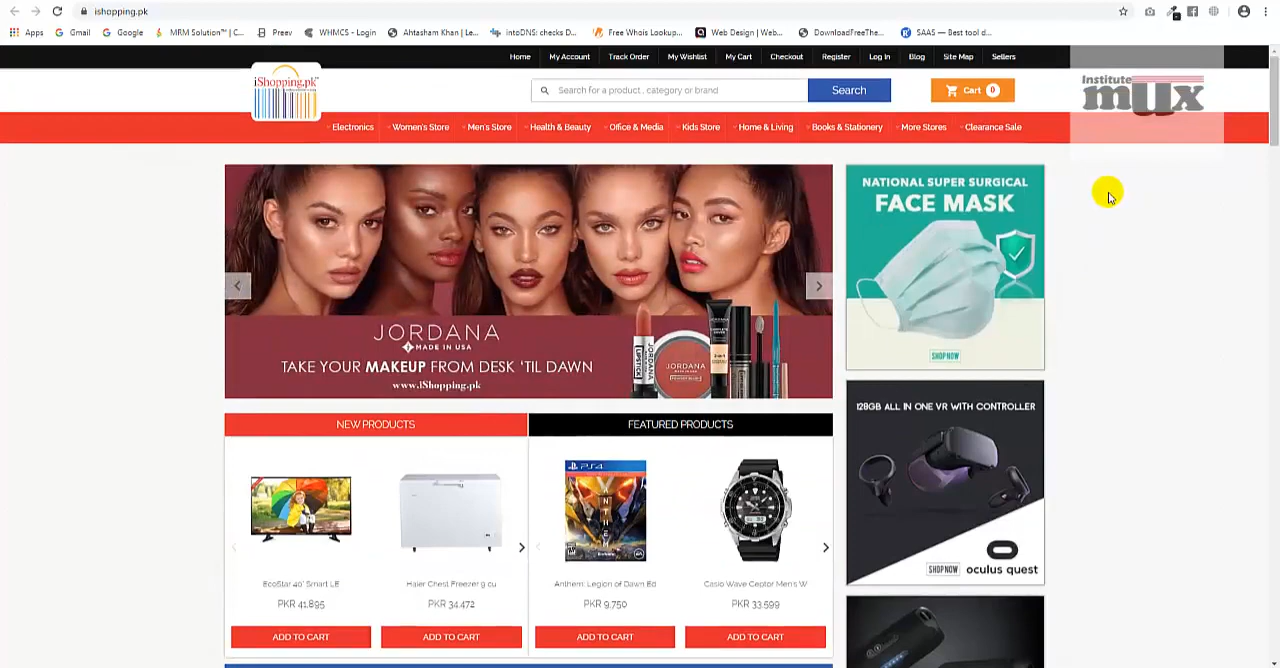 ishopping.pk
Apps Gmail Google MRM Solution™ | C... Preev WHMCS - Login Ahtasham Khan | Le... intoDNS: checks D... Free Whois Lookup... Web Design | Web... DownloadFreeThe... SAAS — Best tool d...
Home My Account Track Order My Wishlist My Cart Checkout Register Log In Blog Site Map Sellers
iShopping.pk
Search for a product , category or brand
Search
Cart 0
Institute
mux
Electronics Women's Store Men's Store Health & Beauty Office & Media Kids Store Home & Living Books & Stationery More Stores Clearance Sale
JORDANA
MADE IN USA
TAKE YOUR MAKEUP FROM DESK 'TIL DAWN
www.iShopping.pk
JORDANA
NATIONAL SUPER SURGICAL
FACE MASK
SHOP NOW
128GB ALL IN ONE VR WITH CONTROLLER
SHOP NOW oculus quest
NEW PRODUCTS
FEATURED PRODUCTS
PS4
ANTHEM
EcoStar 40' Smart LE
PKR 41,895
ADD TO CART
Haier Chest Freezer 9 cu
PKR 34,472
ADD TO CART
Anthem: Legion of Dawn Ed
PKR 9,750
ADD TO CART
Casio Wave Ceptor Men's W
PKR 33,599
ADD TO CART